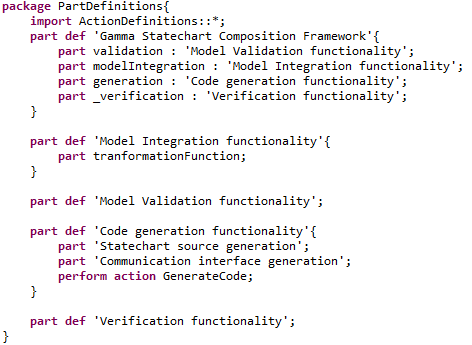 package PartDefinitions{
    import ActionDefinitions::*;
    part def 'Gamma Statechart Composition Framework'{
        part validation : 'Model Validation functionality';
        part modelIntegration : 'Model Integration functionality';
        part generation : 'Code generation functionality';
        part _verification : 'Verification functionality';
    }

    part def 'Model Integration functionality'{
        part tranformationFunction;
    }

    part def 'Model Validation functionality';

    part def 'Code generation functionality'{
        part 'Statechart source generation';
        part 'Communication interface generation';
        perform action GenerateCode;
    }

    part def 'Verification functionality';
}